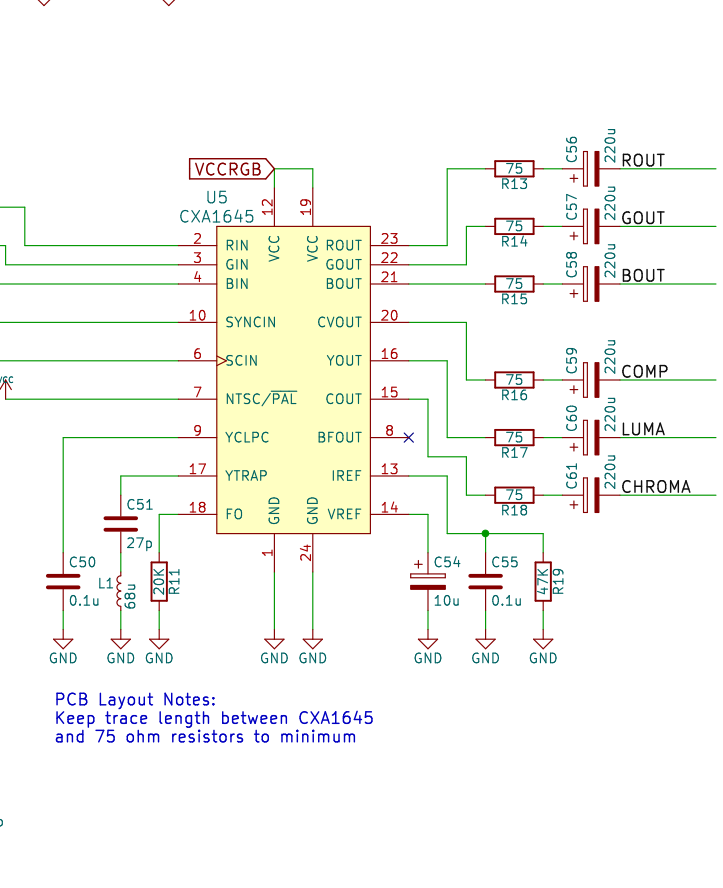 C56
220u
ROUT
75
R13
VCCRGB
U5
CXA1645
12
19
VCC
VCC
C57
220u
GOUT
75
R14
2
RIN
ROUT
23
3
GIN
GOUT
22
4
BIN
BOUT
21
C58
220u
BOUT
75
R15
10
SYNCIN
CVOUT
20
6
SCIN
YOUT
16
C59
220u
COMP
75
R16
VCC
7
NTSC/PAL
COUT
15
9
YCLPC
BFOUT
8
C60
220u
LUMA
75
R17
17
YTRAP
IREF
13
C61
220u
CHROMA
75
R18
18
FO
GND
GND
VREF
14
1
24
C51
27p
C50
0.1u
L1
68u
20K
R11
C54
10u
C55
0.1u
47K
R19
GND
GND
GND
GND
GND
GND
GND
GND
PCB Layout Notes:
Keep trace length between CXA1645
and 75 ohm resistors to minimum